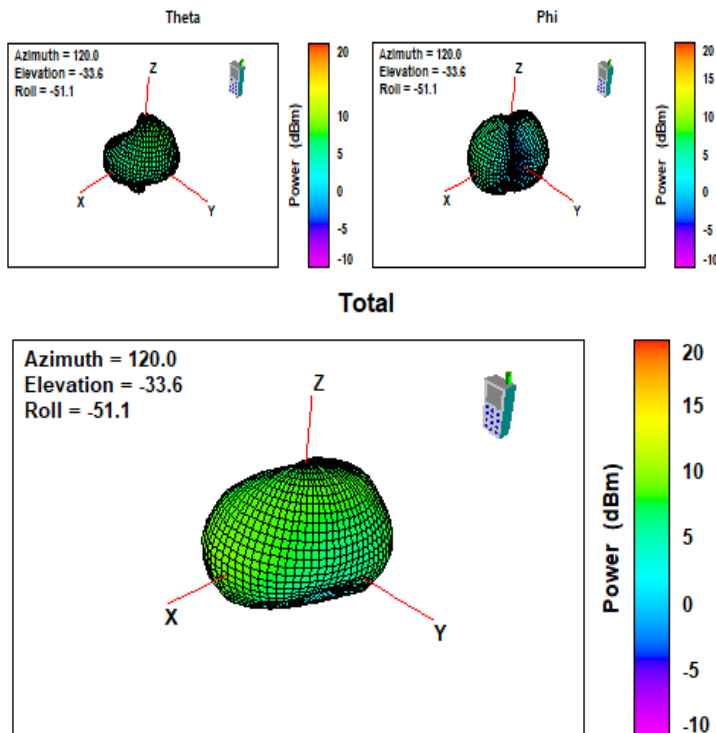 Theta
Azimuth = 120.0
Elevation = -33.6
Roll = -51.1
Z
X
Y
Power (dBm)
20
15
10
5
0
-5
-10
Phi
Azimuth = 120.0
Elevation = -33.6
Roll = -51.1
Z
X
Y
Power (dBm)
20
15
10
5
0
-5
-10
Total
Azimuth = 120.0
Elevation = -33.6
Roll = -51.1
Z
X
Y
Power (dBm)
20
15
10
5
0
-5
-10